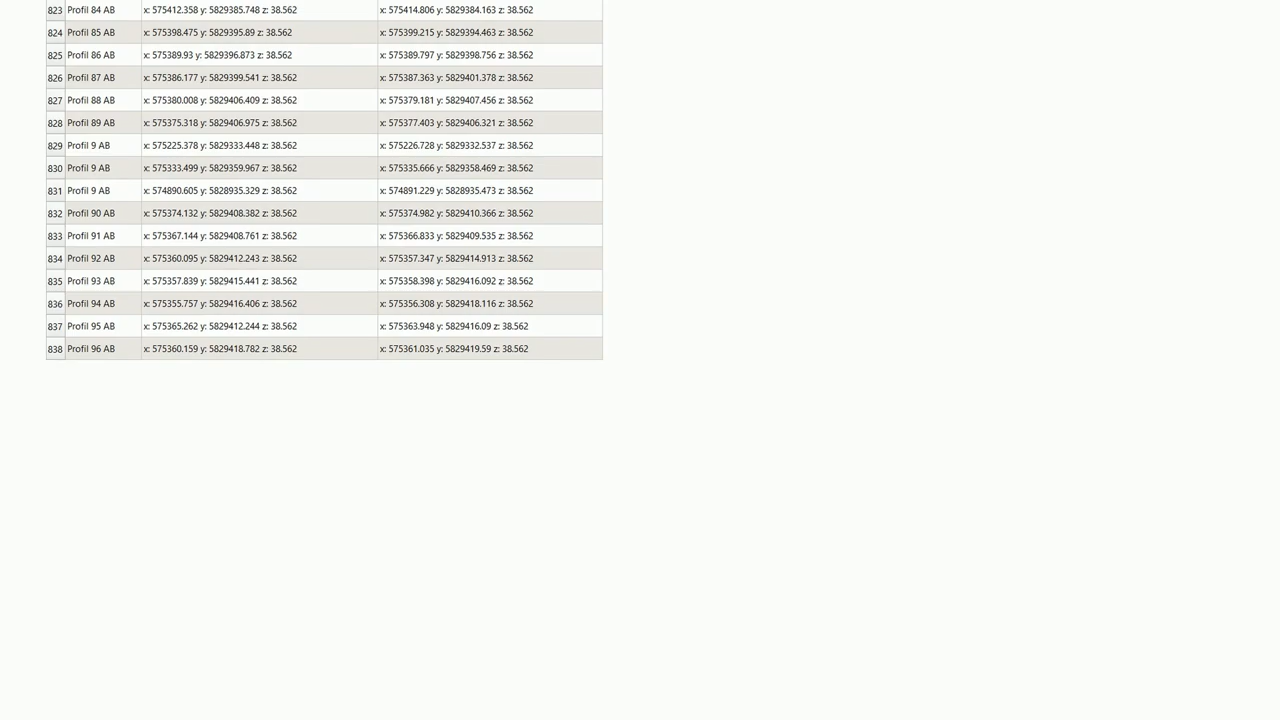 823 Profil 84 AB x: 575412.358 y: 5829385.748 z: 38.562 x: 575414.806 y: 5829384.163 z: 38.562
824 Profil 85 AB x: 575398.475 y: 5829395.89 z: 38.562 x: 575399.215 y: 5829394.463 z: 38.562
825 Profil 86 AB x: 575389.93 y: 5829396.873 z: 38.562 x: 575389.797 y: 5829398.756 z: 38.562
826 Profil 87 AB x: 575386.177 y: 5829399.541 z: 38.562 x: 575387.363 y: 5829401.378 z: 38.562
827 Profil 88 AB x: 575380.008 y: 5829406.409 z: 38.562 x: 575379.181 y: 5829407.456 z: 38.562
828 Profil 89 AB x: 575375.318 y: 5829406.975 z: 38.562 x: 575377.403 y: 5829406.321 z: 38.562
829 Profil 9 AB x: 575225.378 y: 5829333.448 z: 38.562 x: 575226.728 y: 5829332.537 z: 38.562
830 Profil 9 AB x: 575333.499 y: 5829359.967 z: 38.562 x: 575335.666 y: 5829358.469 z: 38.562
831 Profil 9 AB x: 574890.605 y: 5828935.329 z: 38.562 x: 574891.229 y: 5828935.473 z: 38.562
832 Profil 90 AB x: 575374.132 y: 5829408.382 z: 38.562 x: 575374.982 y: 5829410.366 z: 38.562
833 Profil 91 AB x: 575367.144 y: 5829408.761 z: 38.562 x: 575366.833 y: 5829409.535 z: 38.562
834 Profil 92 AB x: 575360.095 y: 5829412.243 z: 38.562 x: 575357.347 y: 5829414.913 z: 38.562
835 Profil 93 AB x: 575357.839 y: 5829415.441 z: 38.562 x: 575358.398 y: 5829416.092 z: 38.562
836 Profil 94 AB x: 575355.757 y: 5829416.406 z: 38.562 x: 575356.308 y: 5829418.116 z: 38.562
837 Profil 95 AB x: 575365.262 y: 5829412.244 z: 38.562 x: 575363.948 y: 5829416.09 z: 38.562
838 Profil 96 AB x: 575360.159 y: 5829418.782 z: 38.562 x: 575361.035 y: 5829419.59 z: 38.562